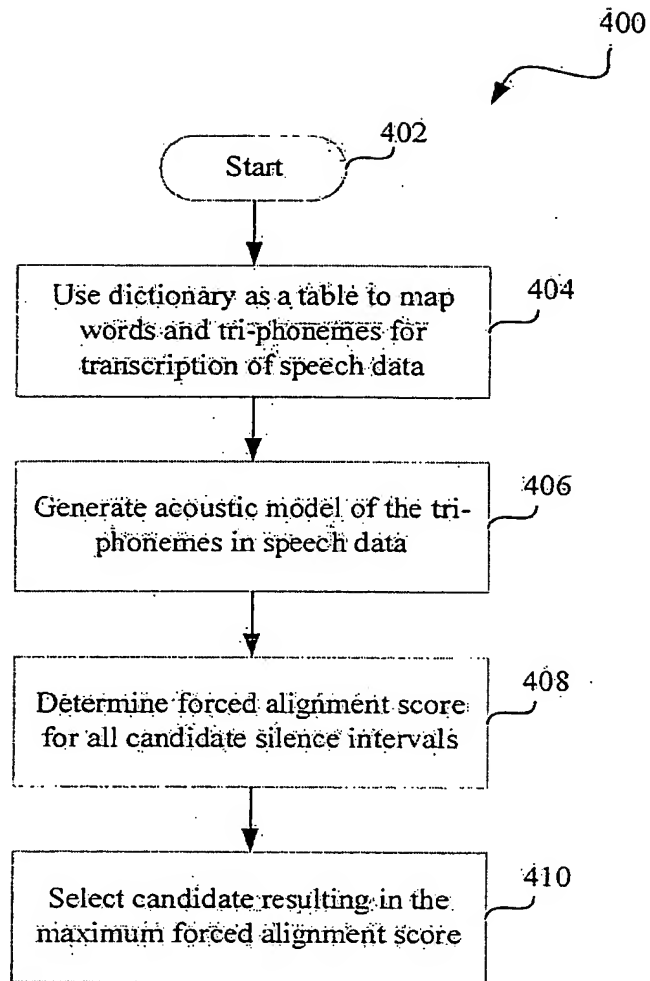 400
402
Start
Use dictionary as a table to map
words and tri-phonemes for
transcription of speech data
404
Generate acoustic model of the tri-
phonemes in speech data
406
Determine forced alignment score
for all candidate silence intervals
408
Select candidate resulting in the
maximum forced alignment score
410